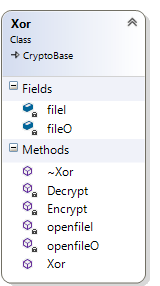 Xor
Class
CryptoBase
Fields
fileI
fileO
Methods
~Xor
Decrypt
Encrypt
openfileI
openfileO
Xor